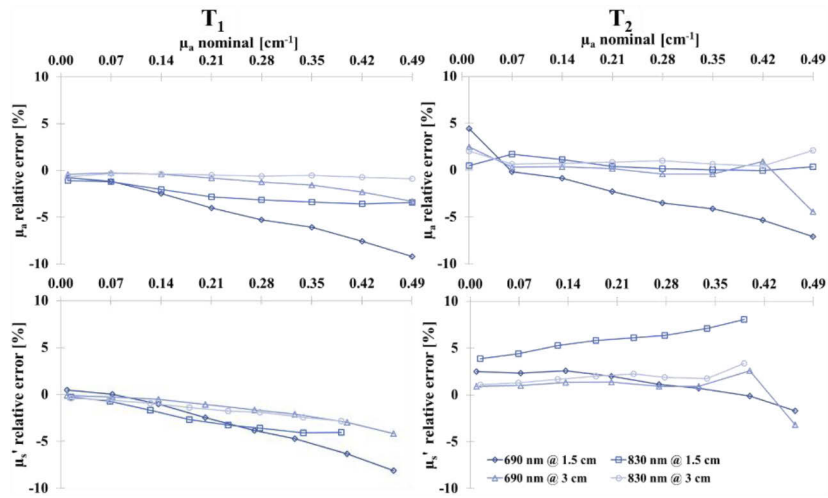 T1
T2
μa nominal [cm-1]
μa nominal [cm-1]
0.00 0.07 0.14 0.21 0.28 0.35 0.42 0.49
0.00 0.07 0.14 0.21 0.28 0.35 0.42 0.49
μa relative error [%]
10
5
0
-5
-10
μa relative error [%]
10
5
0
-5
-10
0.00 0.07 0.14 0.21 0.28 0.35 0.42 0.49
0.00 0.07 0.14 0.21 0.28 0.35 0.42 0.49
μs' relative error [%]
10
5
0
-5
-10
μs' relative error [%]
10
5
0
-5
-10
690 nm @ 1.5 cm
830 nm @ 1.5 cm
690 nm @ 3 cm
830 nm @ 3 cm